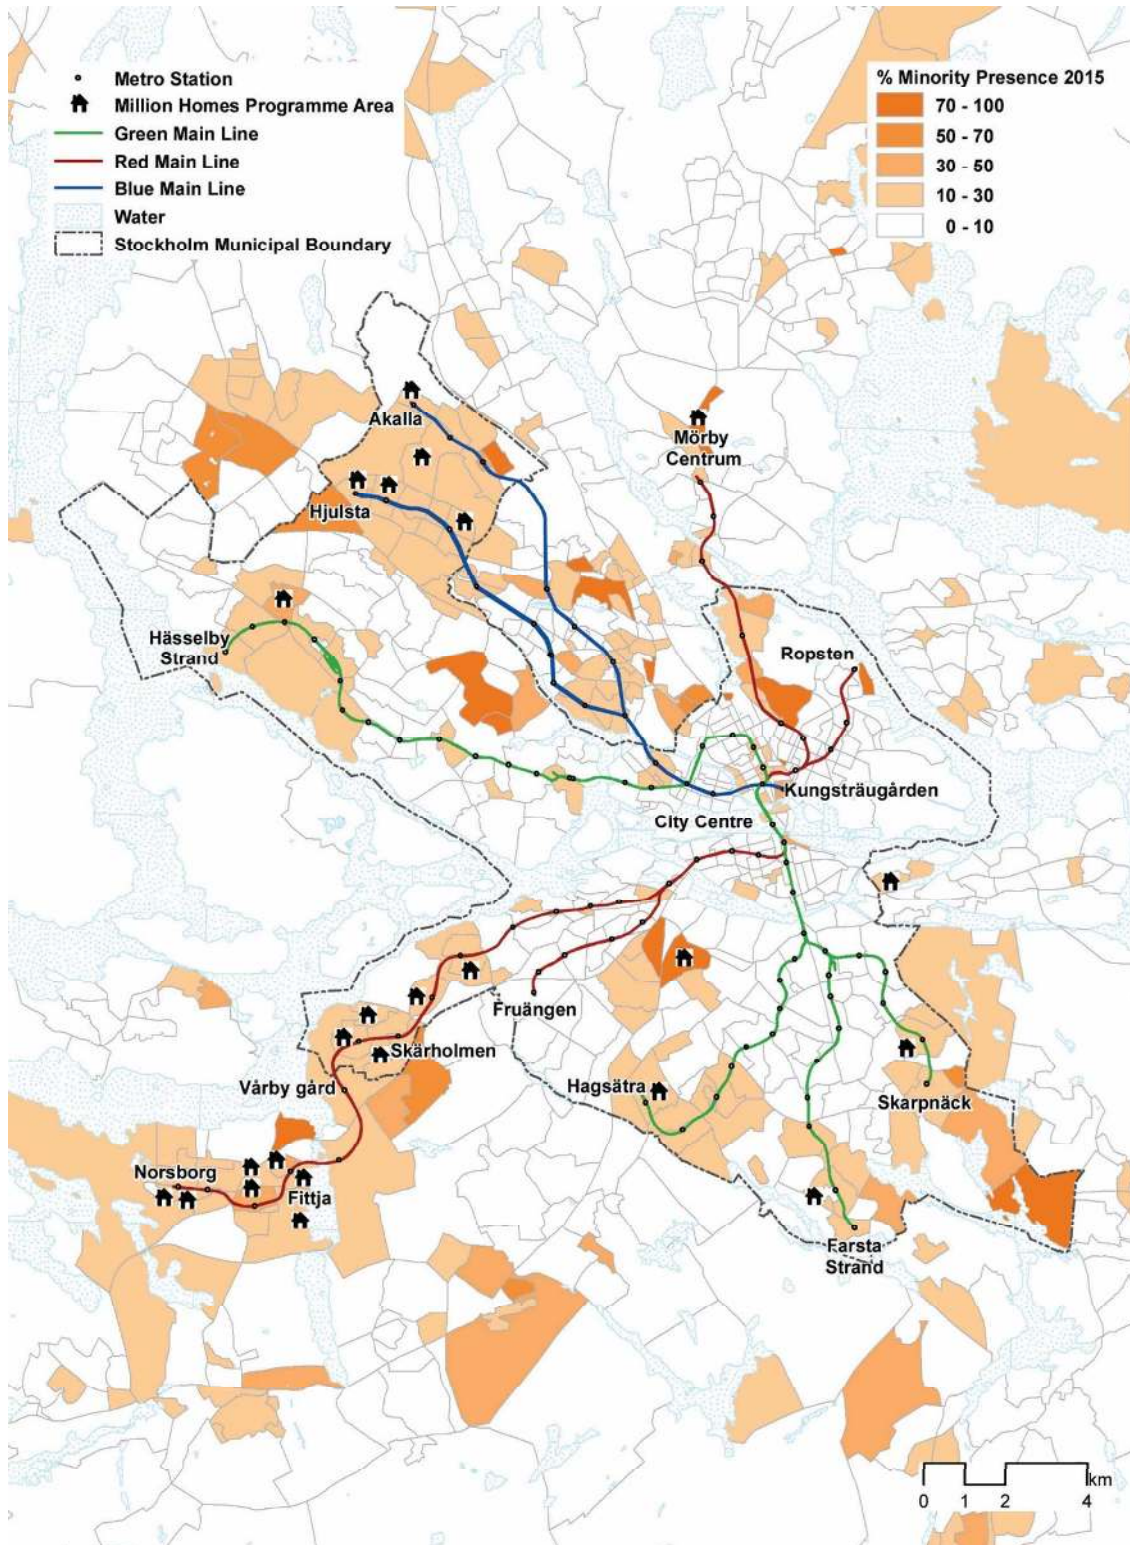 Metro Station
Million Homes Programme Area
Green Main Line
Red Main Line
Blue Main Line
Water
Stockholm Municipal Boundary
% Minority Presence 2015
70 - 100
50 - 70
30 - 50
10 - 30
0 - 10
Akalla
Mörby
Centrum
Hjulsta
Hässelby
Strand
Ropsten
Kungsträugården
City Centre
Fruängen
Skärholmen
Vårby gård
Hagsätra
Skarpnäck
Norsborg
Fittja
Farsta
Strand
km
0 1 2 4